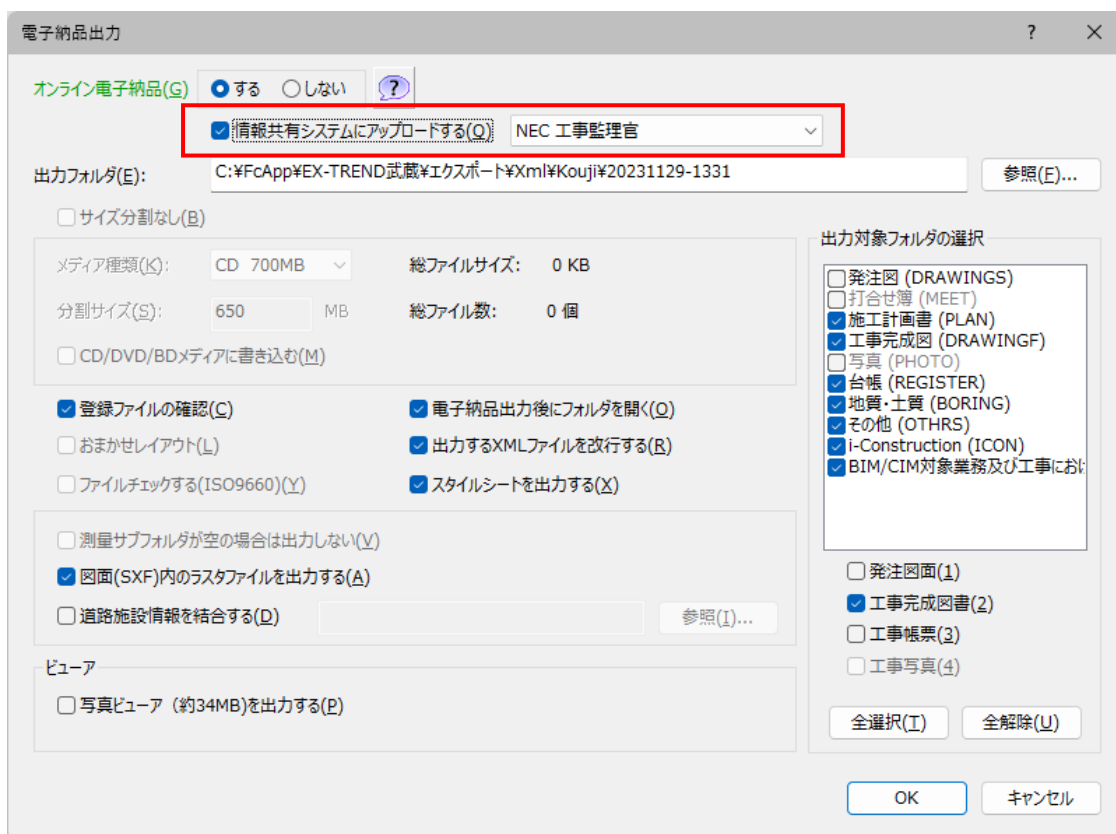 電子納品出力
?
オンライン電子納品(G) する しない ?
情報共有システムにアップロードする(Q) NEC 工事監理官
出力フォルダ(E): C:¥FcApp¥EX-TREND武蔵¥エクスポート¥Xml¥Kouji¥20231129-1331 参照(F)...
サイズ分割なし(B)
メディア種類(K): CD 700MB 総ファイルサイズ: 0 KB
分割サイズ(S): 650 MB 総ファイル数: 0 個
CD/DVD/BDメディアに書き込む(M)
登録ファイルの確認(C) 電子納品出力後にフォルダを開く(O)
おまかせレイアウト(L) 出力するXMLファイルを改行する(R)
ファイルチェックする(ISO9660)(Y) スタイルシートを出力する(X)
測量サブフォルダが空の場合は出力しない(V)
図面(SXF)内のラスタファイルを出力する(A)
道路施設情報を結合する(D) 参照(I)...
ビューア
写真ビューア（約34MB)を出力する(P)
出力対象フォルダの選択
発注図 (DRAWINGS)
打合せ簿 (MEET)
施工計画書 (PLAN)
工事完成図 (DRAWINGF)
写真 (PHOTO)
台帳 (REGISTER)
地質・土質 (BORING)
その他 (OTHRS)
i-Construction (ICON)
BIM/CIM対象業務及び工事におけ
発注図面(1)
工事完成図書(2)
工事帳票(3)
工事写真(4)
全選択(T) 全解除(U)
OK キャンセル